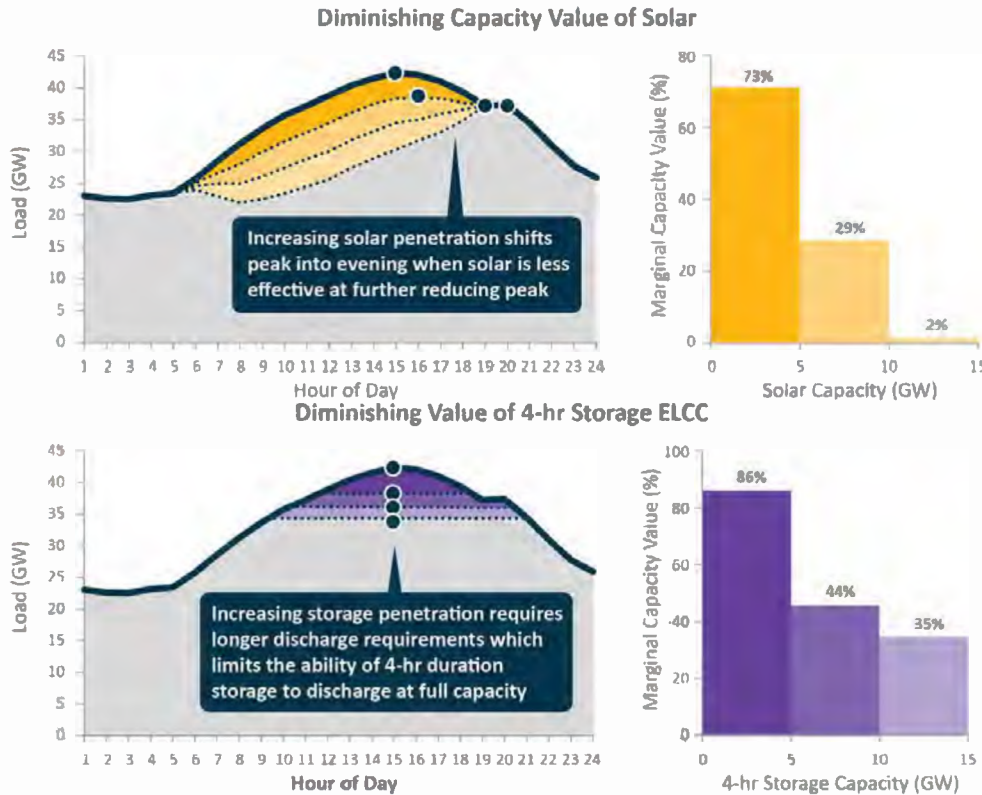 Diminishing Capacity Value of Solar
Load (GW)
45
40
35
30
25
20
15
10
5
0
1 2 3 4 5 6 7 8 9 10 11 12 13 14 15 16 17 18 19 20 21 22 23 24
Hour of Day
Increasing solar penetration shifts
peak into evening when solar is less
effective at further reducing peak
Marginal Capacity Value (%)
80
60
40
20
0
73%
29%
2%
0 5 10 15
Solar Capacity (GW)
Diminishing Value of 4-hr Storage ELCC
Load (GW)
45
40
35
30
25
20
15
10
5
0
1 2 3 4 5 6 7 8 9 10 11 12 13 14 15 16 17 18 19 20 21 22 23 24
Hour of Day
Increasing storage penetration requires
longer discharge requirements which
limits the ability of 4-hr duration
storage to discharge at full capacity
Marginal Capacity Value (%)
100
80
60
40
20
0
86%
44%
35%
0 5 10 15
4-hr Storage Capacity (GW)